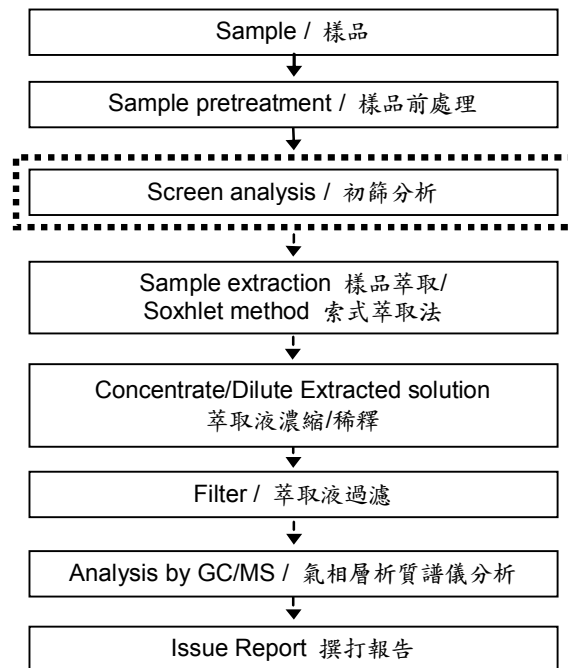 Sample / 樣品
Sample pretreatment / 樣品前處理
Screen analysis / 初篩分析
Sample extraction 樣品萃取/
Soxhlet method 索式萃取法
Concentrate/Dilute Extracted solution
萃取液濃縮/稀釋
Filter / 萃取液過濾
Analysis by GC/MS / 氣相層析質譜儀分析
Issue Report 撰打報告